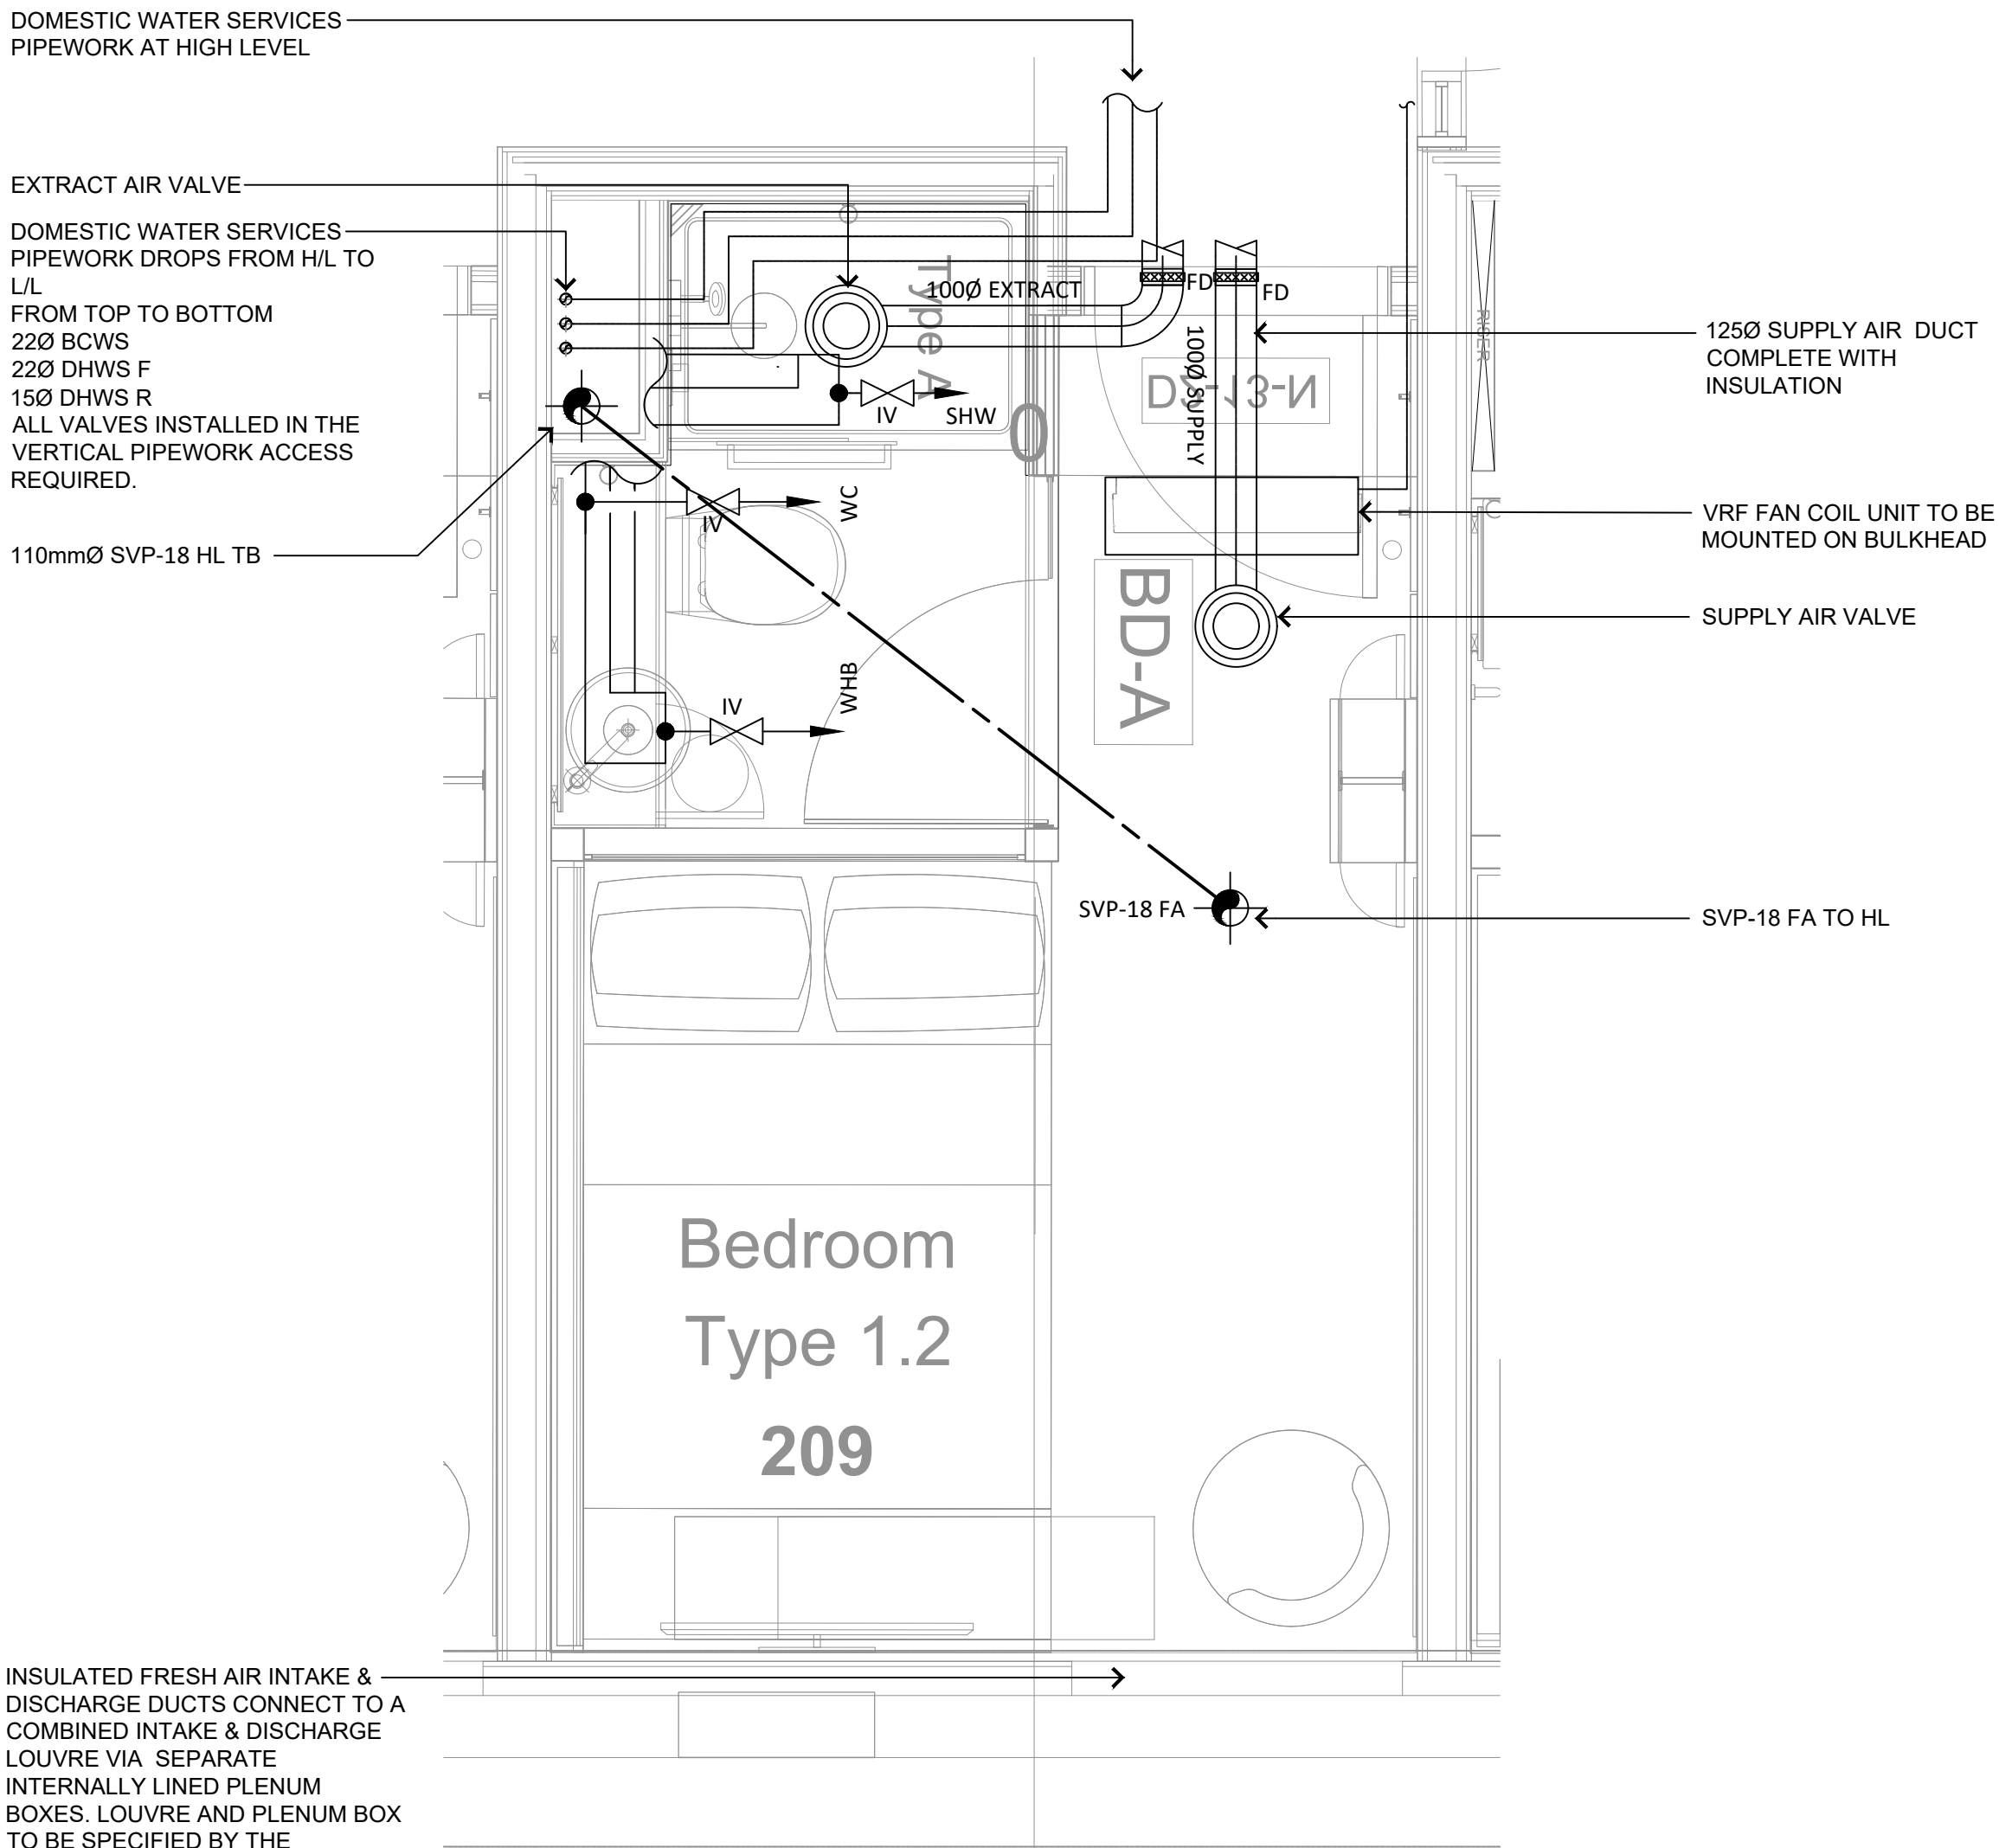 DOMESTIC WATER SERVICES
PIPEWORK AT HIGH LEVEL
EXTRACT AIR VALVE
DOMESTIC WATER SERVICES
PIPEWORK DROPS FROM H/L TO
L/L
FROM TOP TO BOTTOM
22Ø BCWS
22Ø DHWS F
15Ø DHWS R
ALL VALVES INSTALLED IN THE
VERTICAL PIPEWORK ACCESS
REQUIRED.
110mmØ SVP-18 HL TB
INSULATED FRESH AIR INTAKE &
DISCHARGE DUCTS CONNECT TO A
COMBINED INTAKE & DISCHARGE
LOUVRE VIA SEPARATE
INTERNALLY LINED PLENUM
BOXES. LOUVRE AND PLENUM BOX
TO BE SPECIFIED BY THE
Type A
100Ø EXTRACT
FD
FD
100Ø SUPPLY
IV
SHW
0
IV
WC
IV
WHB
BD-A
SVP-18 FA
Bedroom
Type 1.2
209
RISER
125Ø SUPPLY AIR DUCT
COMPLETE WITH
INSULATION
VRF FAN COIL UNIT TO BE
MOUNTED ON BULKHEAD
SUPPLY AIR VALVE
SVP-18 FA TO HL